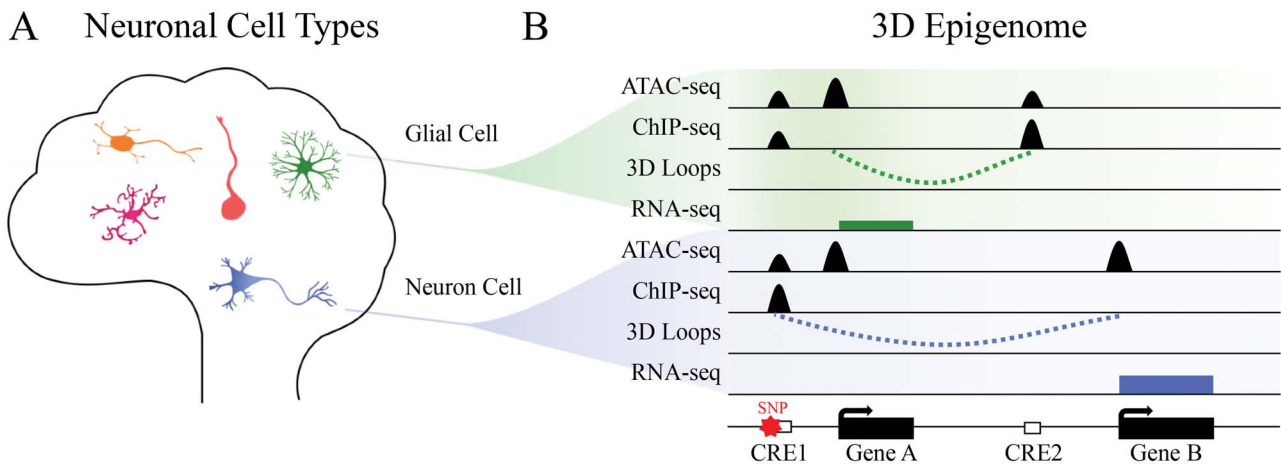 A Neuronal Cell Types
B 3D Epigenome
Glial Cell
Neuron Cell
ATAC-seq
ChIP-seq
3D Loops
RNA-seq
ATAC-seq
ChIP-seq
3D Loops
RNA-seq
SNP
CRE1 Gene A CRE2 Gene B